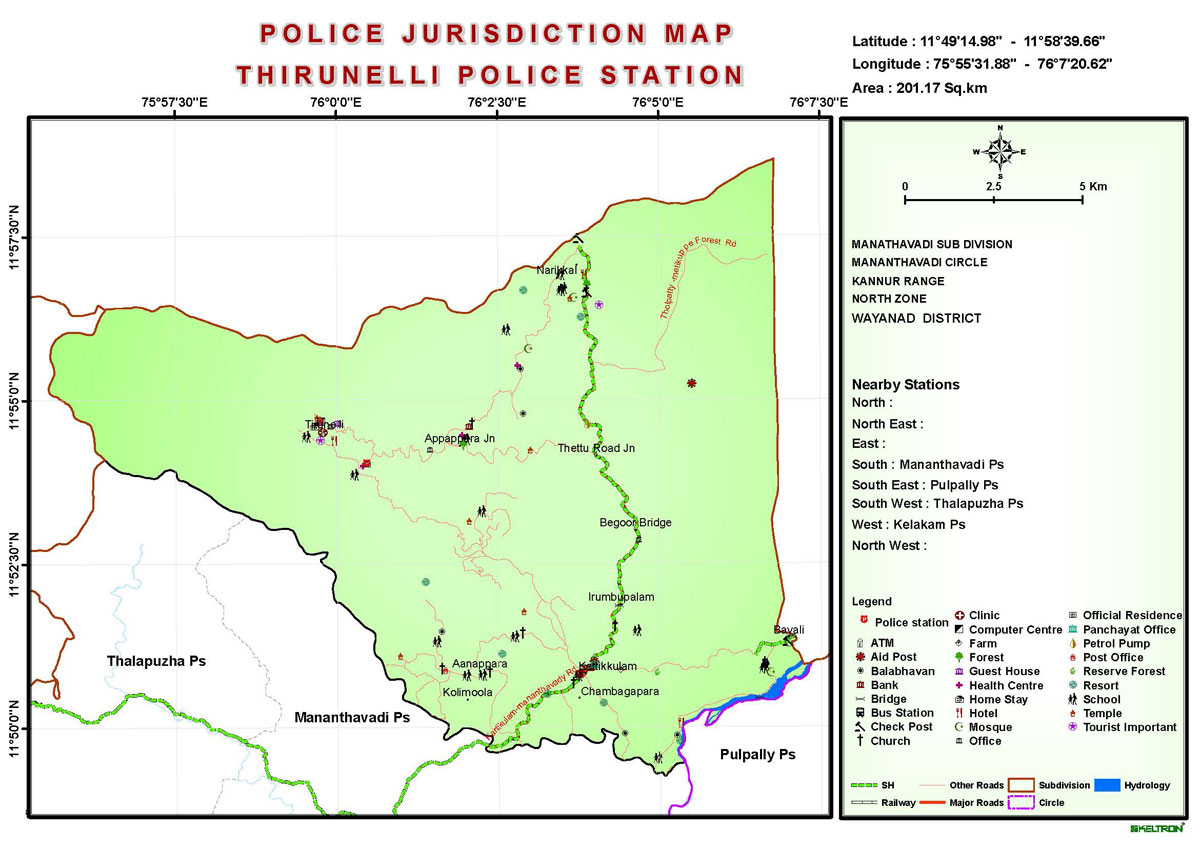 POLICE JURISDICTION MAP
THIRUNELLI POLICE STATION
Latitude : 11°49'14.98" - 11°58'39.66"
Longitude : 75°55'31.88" - 76°7'20.62"
Area : 201.17 Sq.km
75°57'30"E
76°0'0"E
76°2'30"E
76°5'0"E
76°7'30"E
11°57'30"N
11°55'0"N
11°52'30"N
11°50'0"N
Narikkal
Tholpatty -metikuppe Forest Rd
Tirunelli
Appappara Jn
Thettu Road Jn
Begoor Bridge
Irumbupalam
Bavali
Aanappara
Kattikkulam
Kolimoola
Chambagapara
Kartikulam-mananthavady Rd
Thalapuzha Ps
Mananthavadi Ps
Pulpally Ps
N
W
E
S
0
2.5
5 Km
MANATHAVADI SUB DIVISION
MANANTHAVADI CIRCLE
KANNUR RANGE
NORTH ZONE
WAYANAD DISTRICT
Nearby Stations
North :
North East :
East :
South : Mananthavadi Ps
South East : Pulpally Ps
South West : Thalapuzha Ps
West : Kelakam Ps
North West :
Legend
Police station
ATM
Aid Post
Balabhavan
Bank
Bridge
Bus Station
Check Post
Church
Clinic
Computer Centre
Farm
Forest
Guest House
Health Centre
Home Stay
Hotel
Mosque
Office
Official Residence
Panchayat Office
Petrol Pump
Post Office
Reserve Forest
Resort
School
Temple
Tourist Important
SH
Railway
Other Roads
Major Roads
Subdivision
Circle
Hydrology
KELTRON